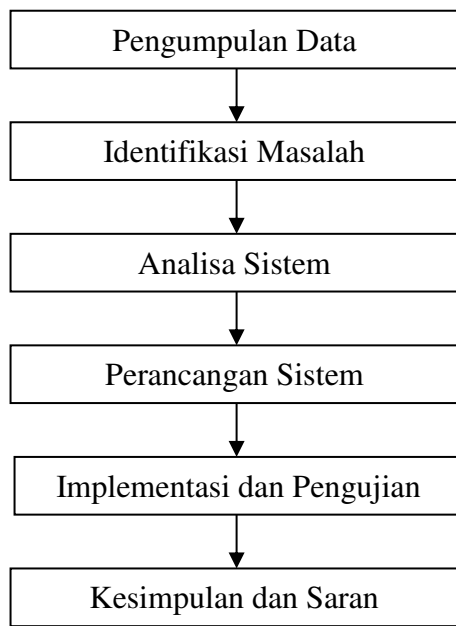 Pengumpulan Data
Identifikasi Masalah
Analisa Sistem
Perancangan Sistem
Implementasi dan Pengujian
Kesimpulan dan Saran